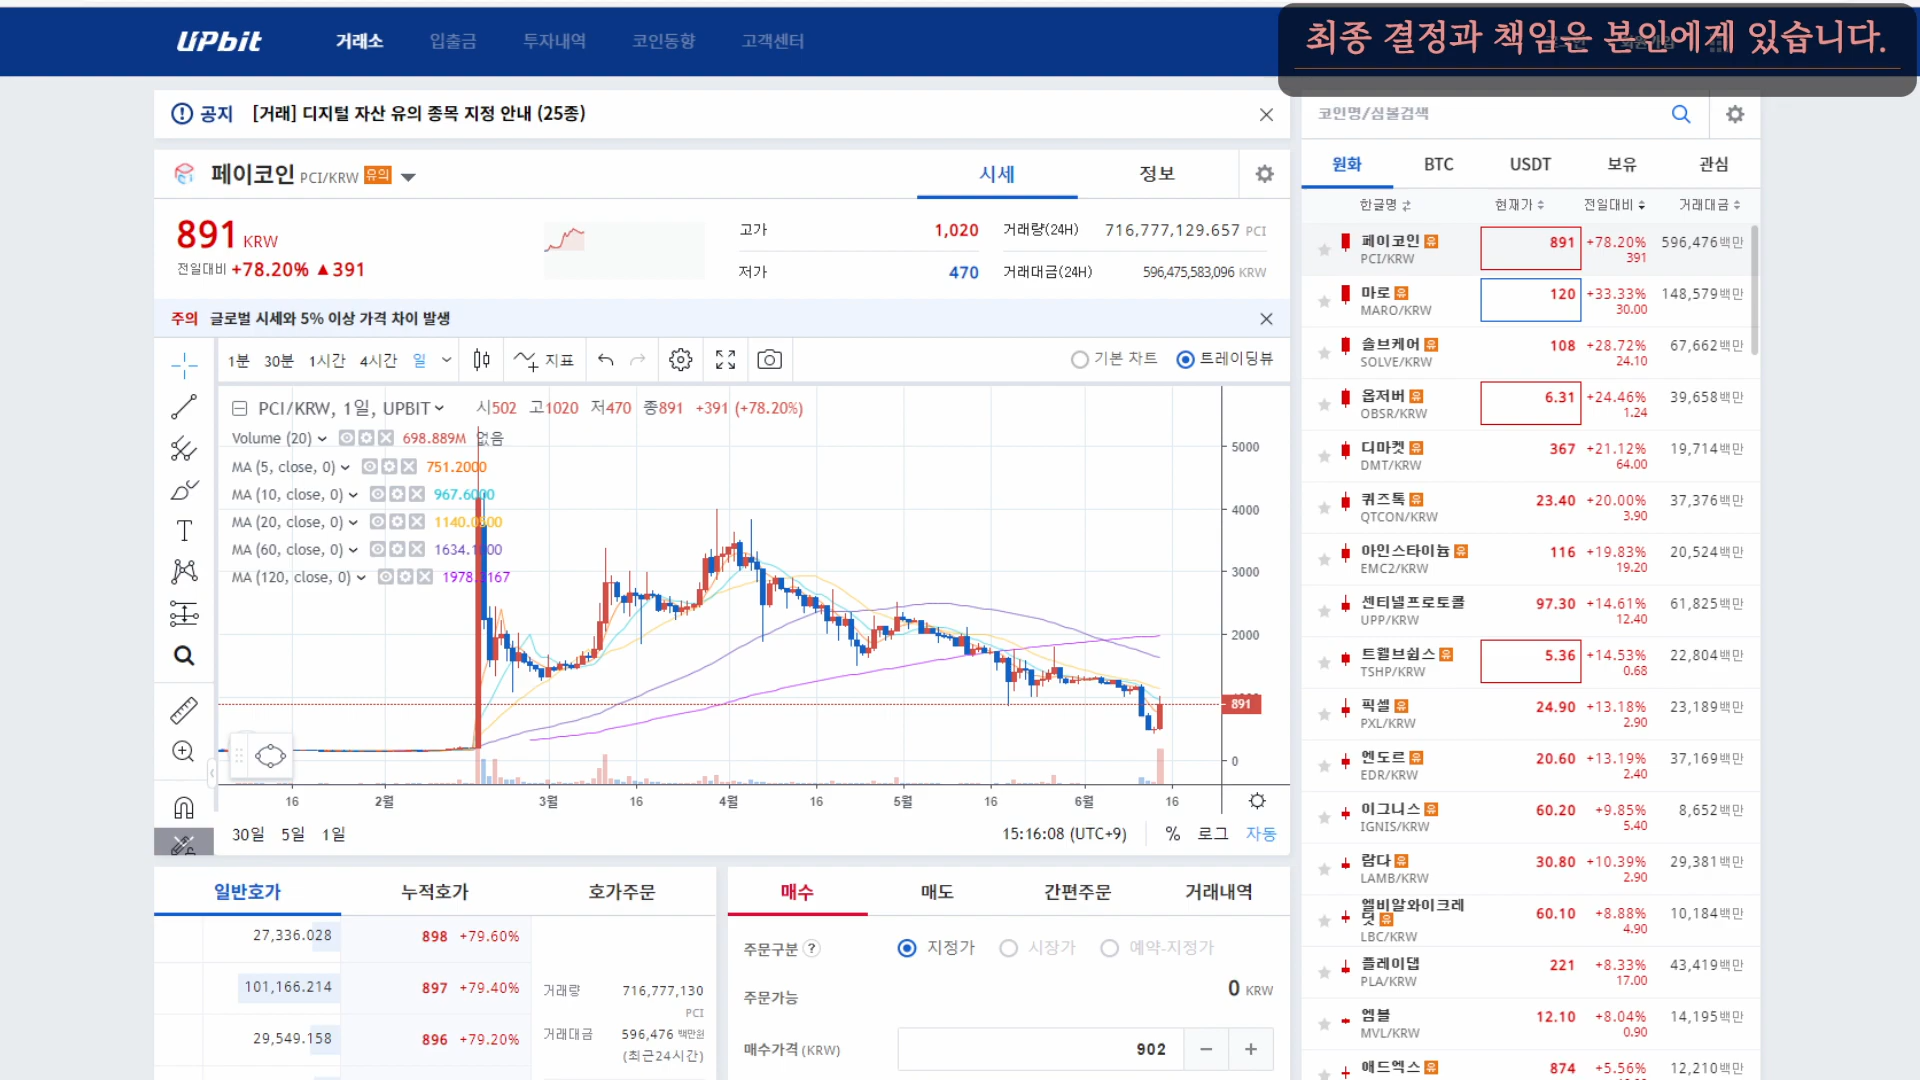 UPbit 거래소 입출금 투자내역 코인동향 고객센터
최종 결정과 책임은 본인에게 있습니다.
공지 [거래] 디지털 자산 유의 종목 지정 안내 (25종)
페이코인 PCI/KRW 유의
시세 정보
891 KRW
전일대비 +78.20% ▲391
고가 1,020 거래량(24H) 716,777,129.657 PCI
저가 470 거래대금(24H) 596,475,583,096 KRW
주의 글로벌 시세와 5% 이상 가격 차이 발생
1분 30분 1시간 4시간 일 지표 기본 차트 트레이딩뷰
PCI/KRW, 1일, UPBIT 시502 고1020 저470 종891 +391 (+78.20%)
Volume (20) 698.889M 없음
MA (5, close, 0) 751.2000
MA (10, close, 0) 967.6000
MA (20, close, 0)
MA (60, close, 0)
MA (120, close, 0)
5000
4000
3000
2000
891
0
16 2월 3월 16 4월 16 5월 16 6월 16
30일 5일 1일 15:16:08 (UTC+9) % 로그 자동
일반호가 누적호가 호가주문
27,336.028 898 +79.60%
101,166.214 897 +79.40%
29,549.158 896 +79.20%
거래량 716,777,130
PCI
거래대금 596,476 백만원
(최근24시간)
매수 매도 간편주문 거래내역
주문구분 ? 지정가 시장가 예약-지정가
주문가능 0 KRW
매수가격 (KRW) 902 − +
코인명/심볼검색
원화 BTC USDT 보유 관심
한글명 현재가 전일대비 거래대금
페이코인 유 891 +78.20% 596,476백만
PCI/KRW 391
마로 유 120 +33.33% 148,579백만
MARO/KRW 30.00
솔브케어 유 108 +28.72% 67,662백만
SOLVE/KRW 24.10
옵저버 유 6.31 +24.46% 39,658백만
OBSR/KRW 1.24
디마켓 유 367 +21.12% 19,714백만
DMT/KRW 64.00
퀴즈톡 유 23.40 +20.00% 37,376백만
QTCON/KRW 3.90
아인스타이늄 유 116 +19.83% 20,524백만
EMC2/KRW 19.20
센티넬프로토콜 97.30 +14.61% 61,825백만
UPP/KRW 12.40
트웰브쉽스 유 5.36 +14.53% 22,804백만
TSHP/KRW 0.68
픽셀 유 24.90 +13.18% 23,189백만
PXL/KRW 2.90
엔도르 유 20.60 +13.19% 37,169백만
EDR/KRW 2.40
이그니스 유 60.20 +9.85% 8,652백만
IGNIS/KRW 5.40
람다 유 30.80 +10.39% 29,381백만
LAMB/KRW 2.90
엘비알와이크레
딧 유 60.10 +8.88% 10,184백만
LBC/KRW 4.90
플레이댑 221 +8.33% 43,419백만
PLA/KRW 17.00
엠블 12.10 +8.04% 14,195백만
MVL/KRW 0.90
애드엑스 유 874 +5.56% 12,210백만